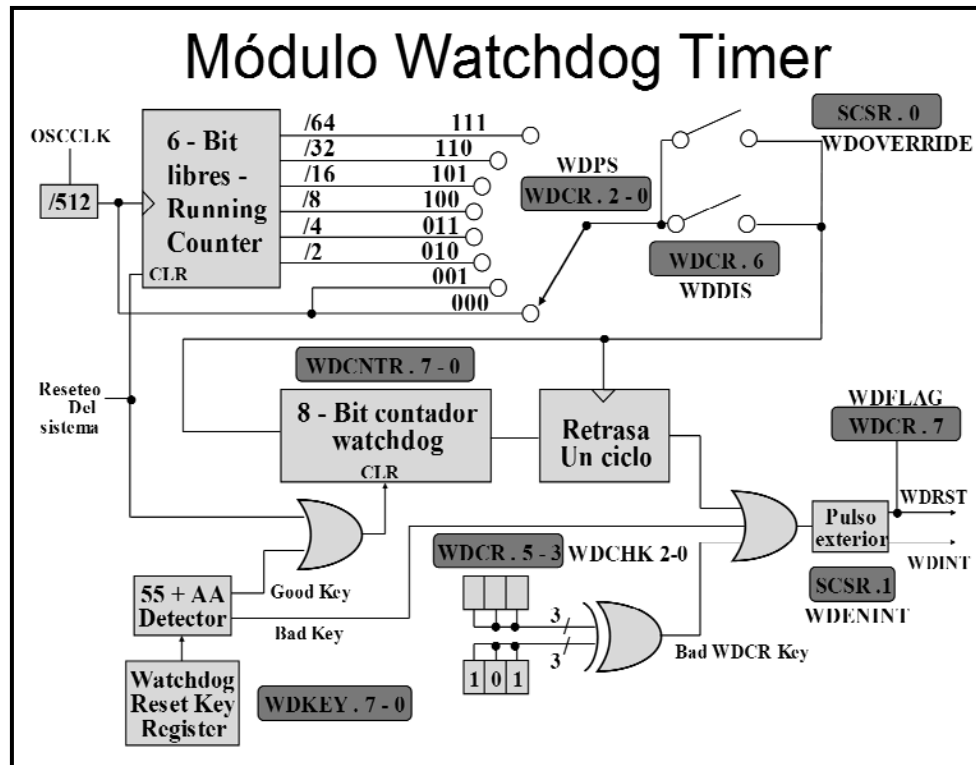 Módulo Watchdog Timer
OSCCLK
/512
6 - Bit
libres -
Running
Counter
CLR
/64 111
/32 110
/16 101
/8 100
/4 011
/2 010
001
000
WDPS
WDCR . 2 - 0
SCSR . 0
WDOVERRIDE
WDCR . 6
WDDIS
Reseteo
Del
sistema
WDCNTR . 7 - 0
8 - Bit contador
watchdog
CLR
Retrasa
Un ciclo
WDFLAG
WDCR . 7
WDRST
Pulso
exterior
WDINT
SCSR .1
WDENINT
WDCR . 5 - 3 WDCHK 2-0
3
3
1 0 1
Bad WDCR Key
55 + AA
Detector
Good Key
Bad Key
Watchdog
Reset Key
Register
WDKEY . 7 - 0